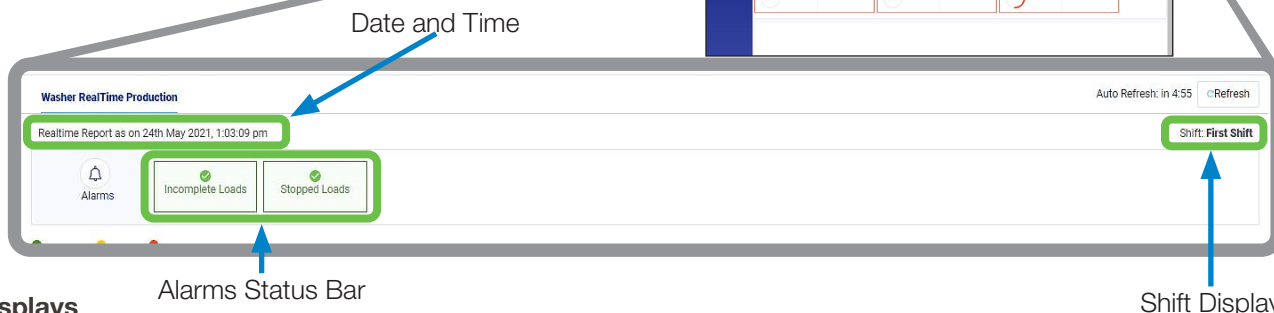 Date and Time
Washer RealTime Production
Auto Refresh: in 4:55 Refresh
Realtime Report as on 24th May 2021, 1:03:09 pm
Shift: First Shift
Alarms
Incomplete Loads
Stopped Loads
Alarms Status Bar
Shift Display